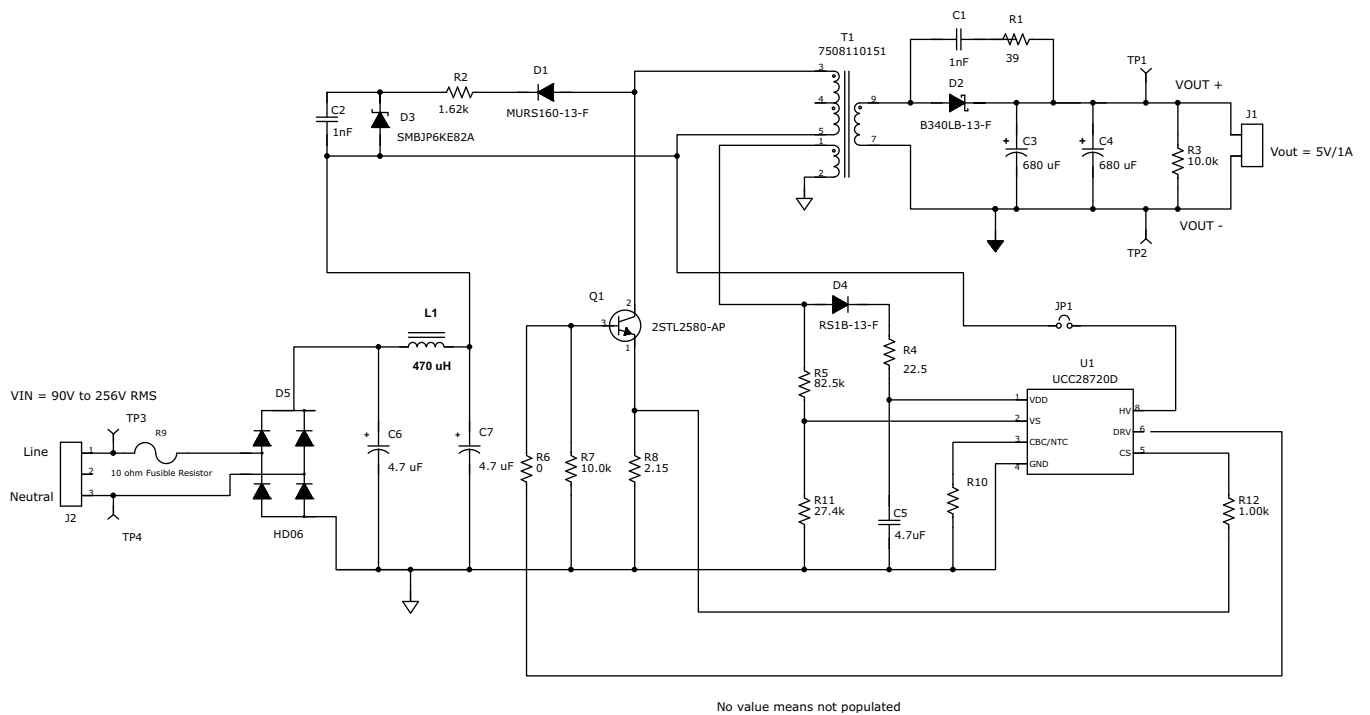 C1
R1
1nF
39
T1
7508110151
TP1
D2
B340LB-13-F
VOUT +
J1
R2
1.62k
D1
MURS160-13-F
C2
1nF
D3
SMBJP6KE82A
3
4
5
1
2
9
7
+
C3
680 uF
+
C4
680 uF
R3
10.0k
Vout = 5V/1A
VOUT -
TP2
D4
RS1B-13-F
JP1
Q1
2
3
1
2STL2580-AP
L1
470 uH
R4
22.5
R5
82.5k
U1
UCC28720D
1
VDD
2
VS
3
CBC/NTC
4
GND
HV
8
DRV
6
CS
5
VIN = 90V to 256V RMS
D5
TP3
R9
Line
1
2
3
10 ohm Fusible Resistor
Neutral
J2
TP4
HD06
+
C6
4.7 uF
+
C7
4.7 uF
R6
0
R7
10.0k
R8
2.15
R10
R11
27.4k
C5
4.7uF
R12
1.00k
No value means not populated